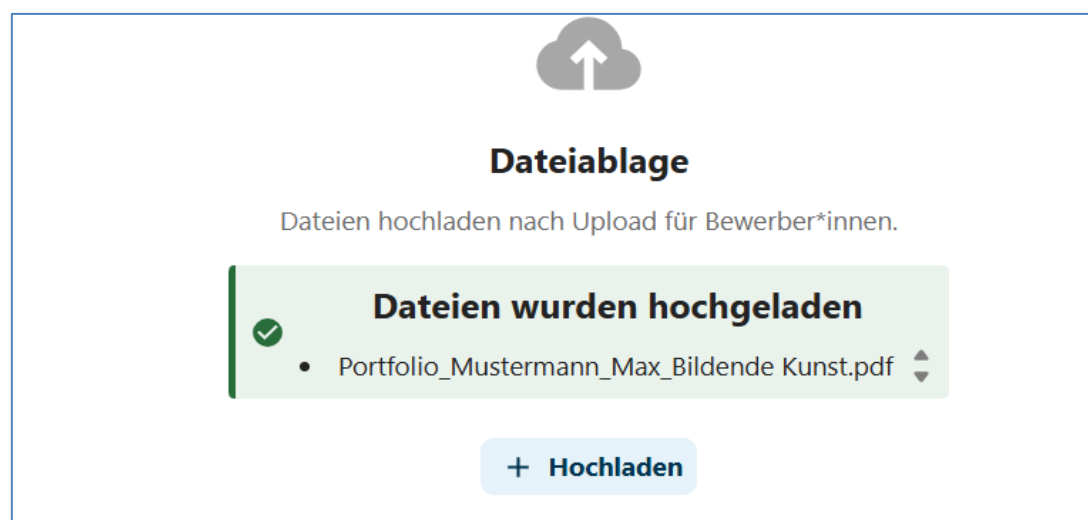 Dateiablage
Dateien hochladen nach Upload für Bewerber*innen.
Dateien wurden hochgeladen
• Portfolio_Mustermann_Max_Bildende Kunst.pdf
+ Hochladen